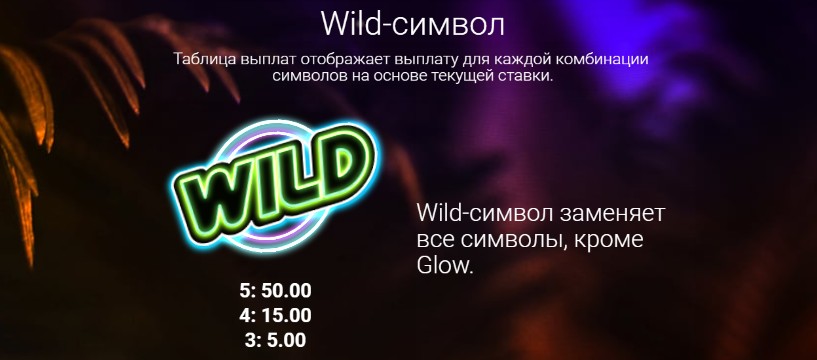 Wild-символ
Таблица выплат отображает выплату для каждой комбинации
символов на основе текущей ставки.
WILD
Wild-символ заменяет
все символы, кроме
Glow.
5: 50.00
4: 15.00
3: 5.00